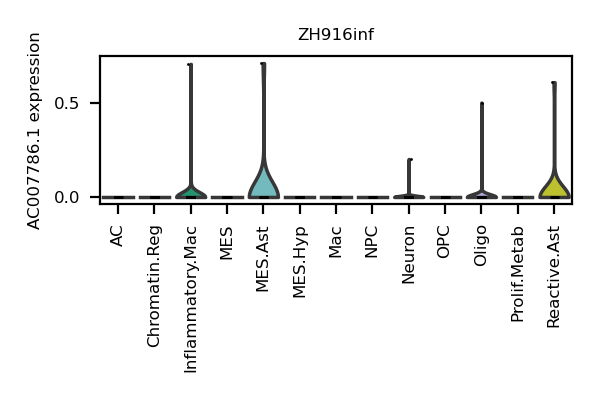 ZH916inf
AC007786.1 expression
0.5
0.0
AC
Chromatin.Reg
Inflammatory.Mac
MES
MES.Ast
MES.Hyp
Mac
NPC
Neuron
OPC
Oligo
Prolif.Metab
Reactive.Ast